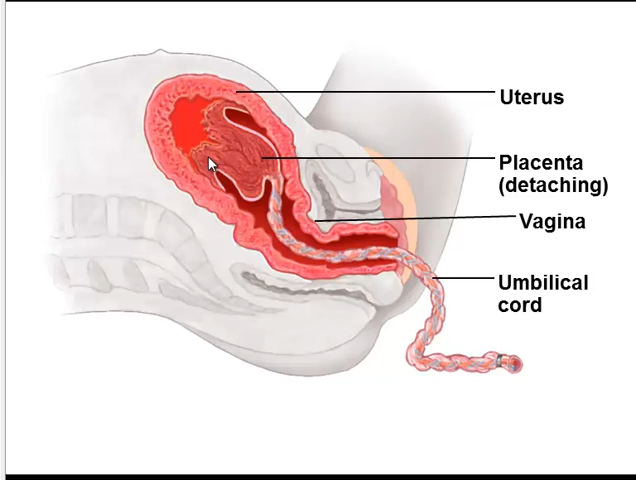 Uterus
Placenta
(detaching)
Vagina
Umbilical
cord